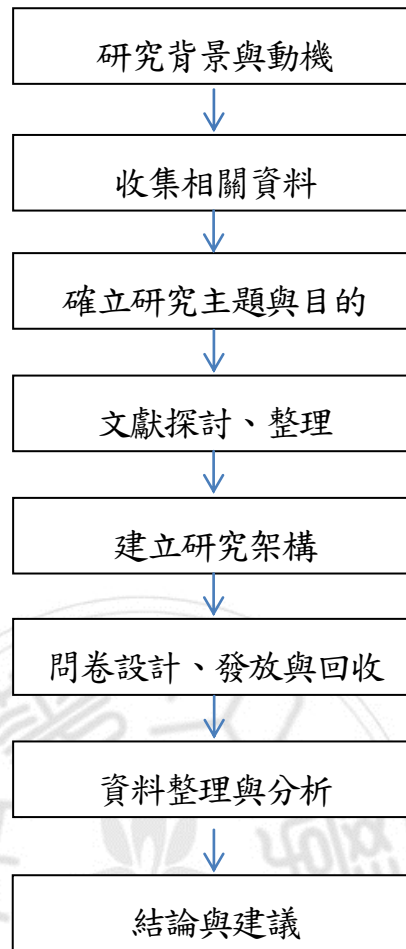 研究背景與動機
收集相關資料
確立研究主題與目的
文獻探討、整理
建立研究架構
問卷設計、發放與回收
資料整理與分析
結論與建議